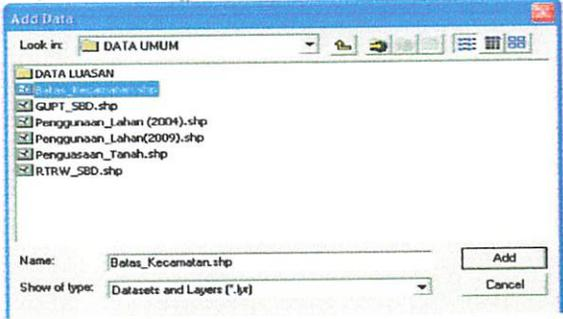 Add Data
Look in: DATA UMUM
DATA LUASAN
Batas_Kecamatan.shp
GUPT_SBD.shp
Penggunaan_Lahan (2004).shp
Penggunaan_Lahan(2009).shp
Penguasaan_Tanah.shp
RTRW_SBD.shp
Name: Batas_Kecamatan.shp Add
Show of type: Datasets and Layers (*.lyr) Cancel